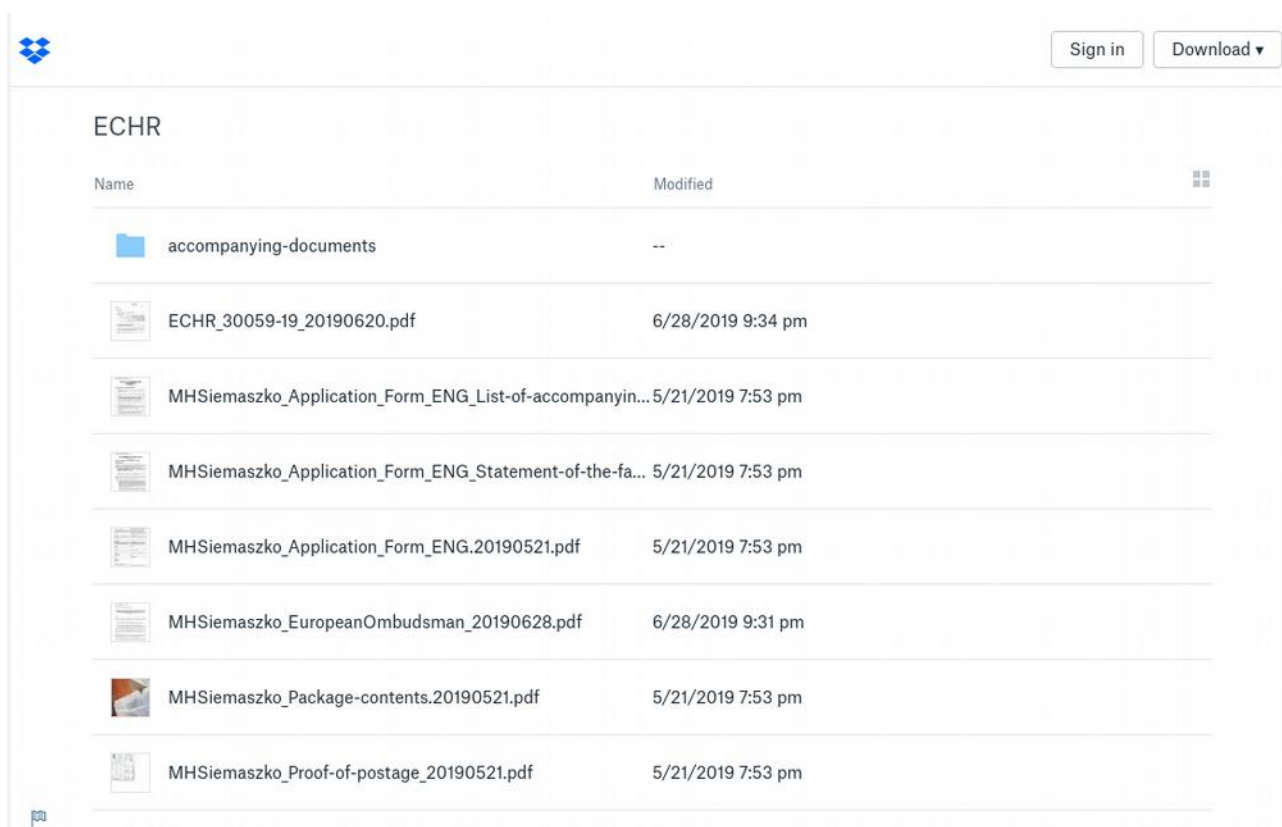 Sign in Download ▾
ECHR
Name Modified
accompanying-documents --
ECHR_30059-19_20190620.pdf 6/28/2019 9:34 pm
MHSiemaszko_Application_Form_ENG_List-of-accompanyin... 5/21/2019 7:53 pm
MHSiemaszko_Application_Form_ENG_Statement-of-the-fa... 5/21/2019 7:53 pm
MHSiemaszko_Application_Form_ENG.20190521.pdf 5/21/2019 7:53 pm
MHSiemaszko_EuropeanOmbudsman_20190628.pdf 6/28/2019 9:31 pm
MHSiemaszko_Package-contents.20190521.pdf 5/21/2019 7:53 pm
MHSiemaszko_Proof-of-postage_20190521.pdf 5/21/2019 7:53 pm